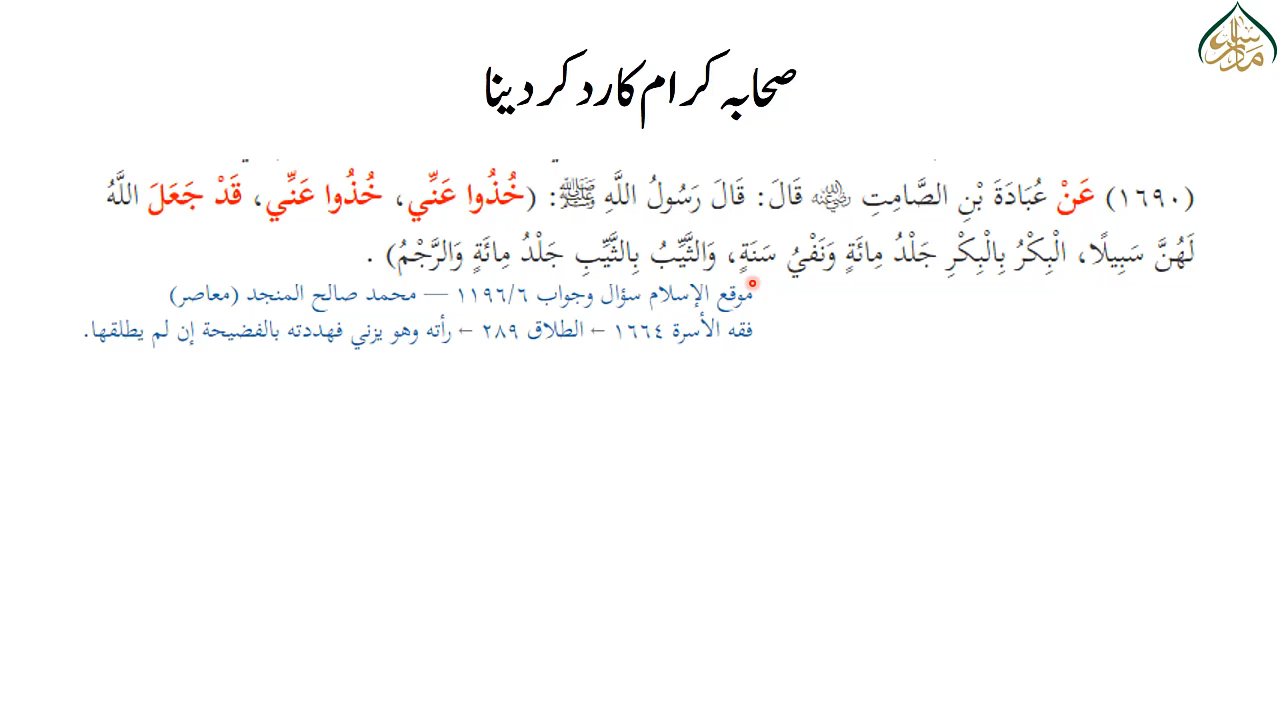 صحابہ کرام کا رد کر دینا
(١٦٩٠) عَنْ عُبَادَةَ بْنِ الصَّامِتِ رضي الله عنه قَالَ: قَالَ رَسُولُ اللَّهِ ﷺ: (خُذُوا عَنِّي، خُذُوا عَنِّي، قَدْ جَعَلَ اللَّهُ
لَهُنَّ سَبِيلًا، الْبِكْرُ بِالْبِكْرِ جَلْدُ مِائَةٍ وَنَفْيُ سَنَةٍ، وَالثَّيِّبُ بِالثَّيِّبِ جَلْدُ مِائَةٍ وَالرَّجْمُ) .
موقع الإسلام سؤال وجواب ١١٩٦/٦ — محمد صالح المنجد (معاصر)
فقه الأسرة ١٦٦٤ ← الطلاق ٢٨٩ ← رأته وهو يزني فهددته بالفضيحة إن لم يطلقها.